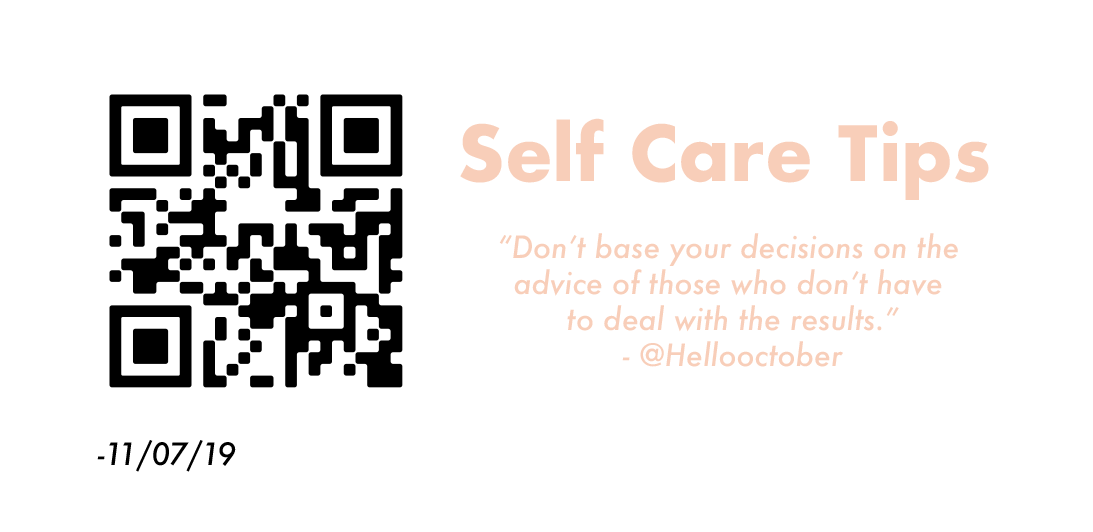 Self Care Tips
“Don’t base your decisions on the
advice of those who don’t have
to deal with the results.”
- @Hellooctober
-11/07/19